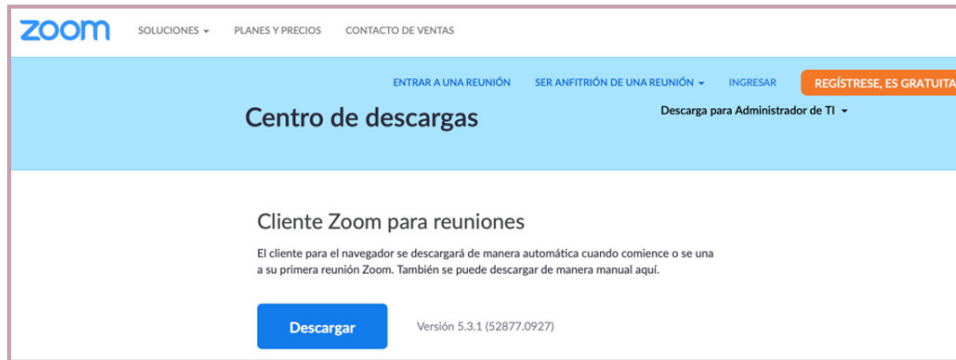 zoom SOLUCIONES PLANES Y PRECIOS CONTACTO DE VENTAS
ENTRAR A UNA REUNIÓN SER ANFITRIÓN DE UNA REUNIÓN INGRESAR REGÍSTRESE, ES GRATUITA
Centro de descargas Descarga para Administrador de TI
Cliente Zoom para reuniones
El cliente para el navegador se descargará de manera automática cuando comience o se una
a su primera reunión Zoom. También se puede descargar de manera manual aquí.
Descargar Versión 5.3.1 (52877.0927)